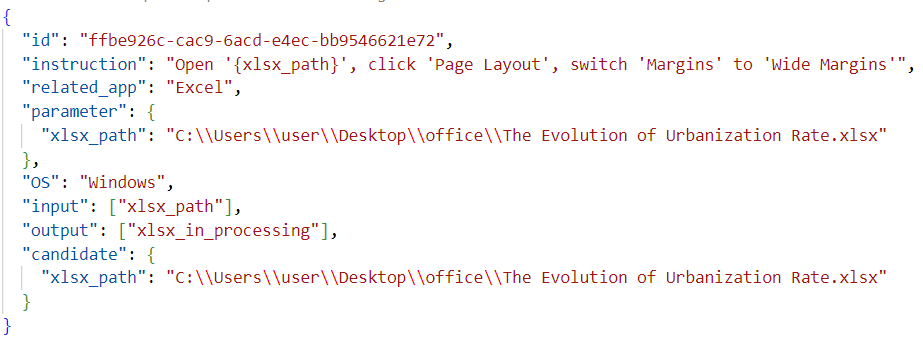 {
"id": "ffbe926c-cac9-6acd-e4ec-bb9546621e72",
"instruction": "Open '{xlsx_path}', click 'Page Layout', switch 'Margins' to 'Wide Margins'",
"related_app": "Excel",
"parameter": {
"xlsx_path": "C:\\Users\\user\\Desktop\\office\\The Evolution of Urbanization Rate.xlsx"
},
"OS": "Windows",
"input": ["xlsx_path"],
"output": ["xlsx_in_processing"],
"candidate": {
"xlsx_path": "C:\\Users\\user\\Desktop\\office\\The Evolution of Urbanization Rate.xlsx"
}
}